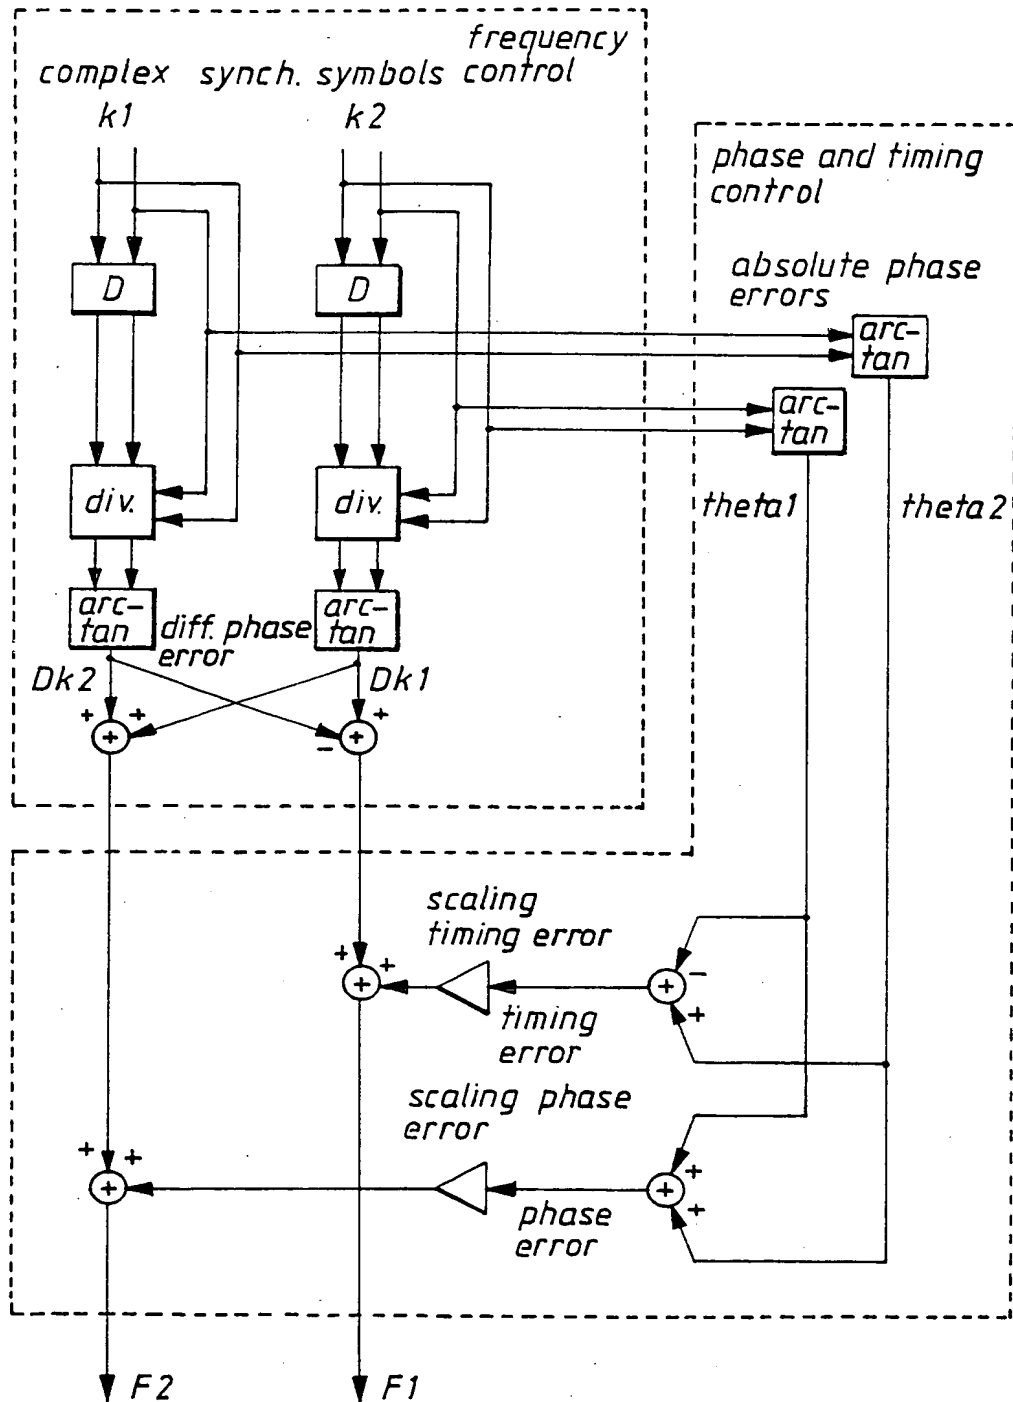 frequency
complex synch. symbols control
k1
k2
phase and timing
control
absolute phase
errors
D
D
arc-
tan
arc-
tan
div.
div.
theta1
theta2
arc-
tan
diff. phase
error
arc-
tan
Dk2
Dk1
+
+
+
+
-
+
scaling
timing error
+
+
+
-
+
+
timing
error
scaling phase
error
+
+
+
+
+
+
phase
error
F2
F1